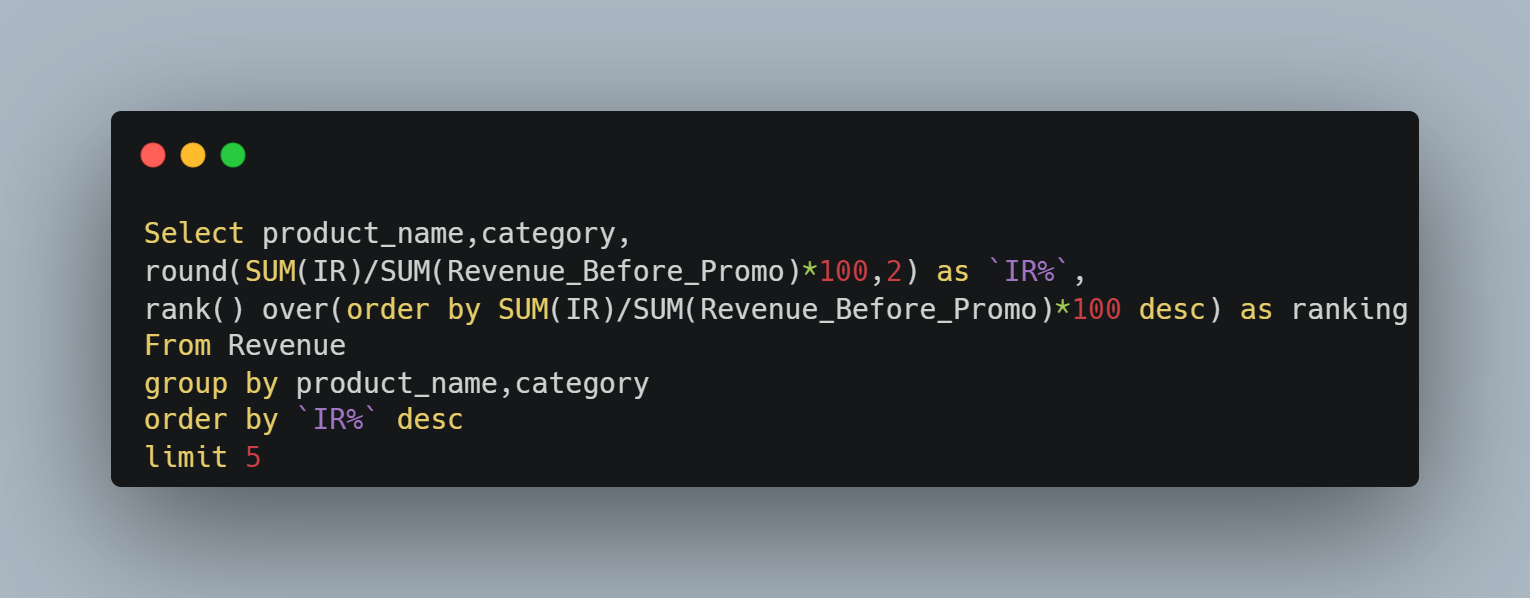 Select product_name,category,
round(SUM(IR)/SUM(Revenue_Before_Promo)*100,2) as `IR%`,
rank() over(order by SUM(IR)/SUM(Revenue_Before_Promo)*100 desc) as ranking
From Revenue
group by product_name,category
order by `IR%` desc
limit 5